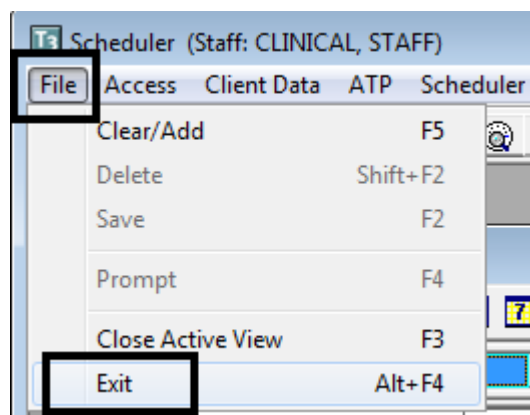 T3 Scheduler (Staff: CLINICAL, STAFF)
File Access Client Data ATP Scheduler
Clear/Add F5
Delete Shift+F2
Save F2
Prompt F4
7
Close Active View F3
Exit Alt+F4